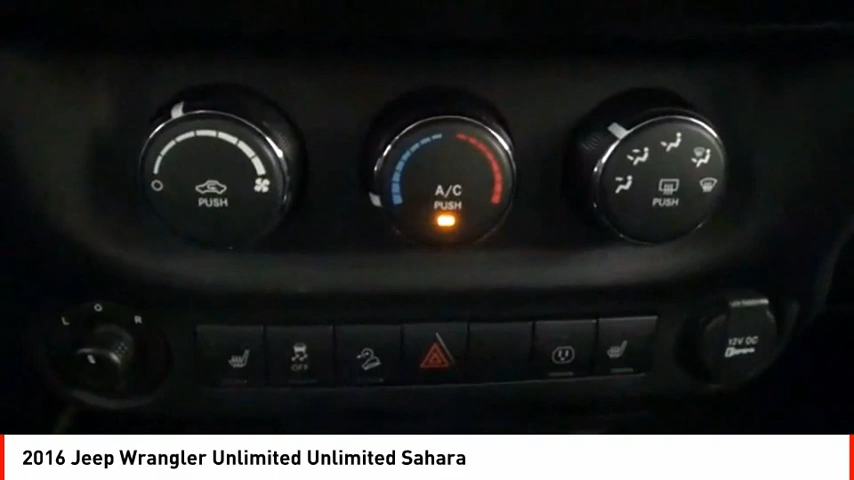 PUSH
A/C
PUSH
PUSH
L O R
OFF
12V DC
2016 Jeep Wrangler Unlimited Unlimited Sahara